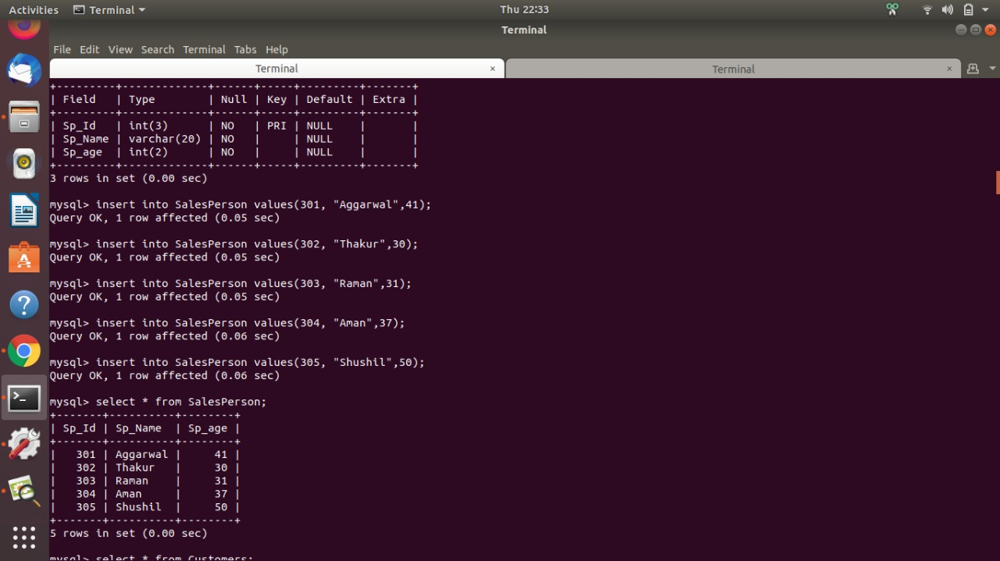 Activities Terminal Thu 22:33
Terminal
File Edit View Search Terminal Tabs Help
Terminal × Terminal ×
+---------+-------------+------+-----+---------+-------+
| Field   | Type        | Null | Key | Default | Extra |
+---------+-------------+------+-----+---------+-------+
| Sp_Id   | int(3)      | NO   | PRI | NULL    |       |
| Sp_Name | varchar(20) | NO   |     | NULL    |       |
| Sp_age  | int(2)      | NO   |     | NULL    |       |
+---------+-------------+------+-----+---------+-------+
3 rows in set (0.00 sec)
mysql> insert into SalesPerson values(301, "Aggarwal",41);
Query OK, 1 row affected (0.05 sec)
mysql> insert into SalesPerson values(302, "Thakur",30);
Query OK, 1 row affected (0.05 sec)
mysql> insert into SalesPerson values(303, "Raman",31);
Query OK, 1 row affected (0.05 sec)
mysql> insert into SalesPerson values(304, "Aman",37);
Query OK, 1 row affected (0.06 sec)
mysql> insert into SalesPerson values(305, "Shushil",50);
Query OK, 1 row affected (0.06 sec)
mysql> select * from SalesPerson;
+-------+----------+--------+
| Sp_Id | Sp_Name  | Sp_age |
+-------+----------+--------+
|   301 | Aggarwal |     41 |
|   302 | Thakur   |     30 |
|   303 | Raman    |     31 |
|   304 | Aman     |     37 |
|   305 | Shushil  |     50 |
+-------+----------+--------+
5 rows in set (0.00 sec)
mysql> select * from Customers;